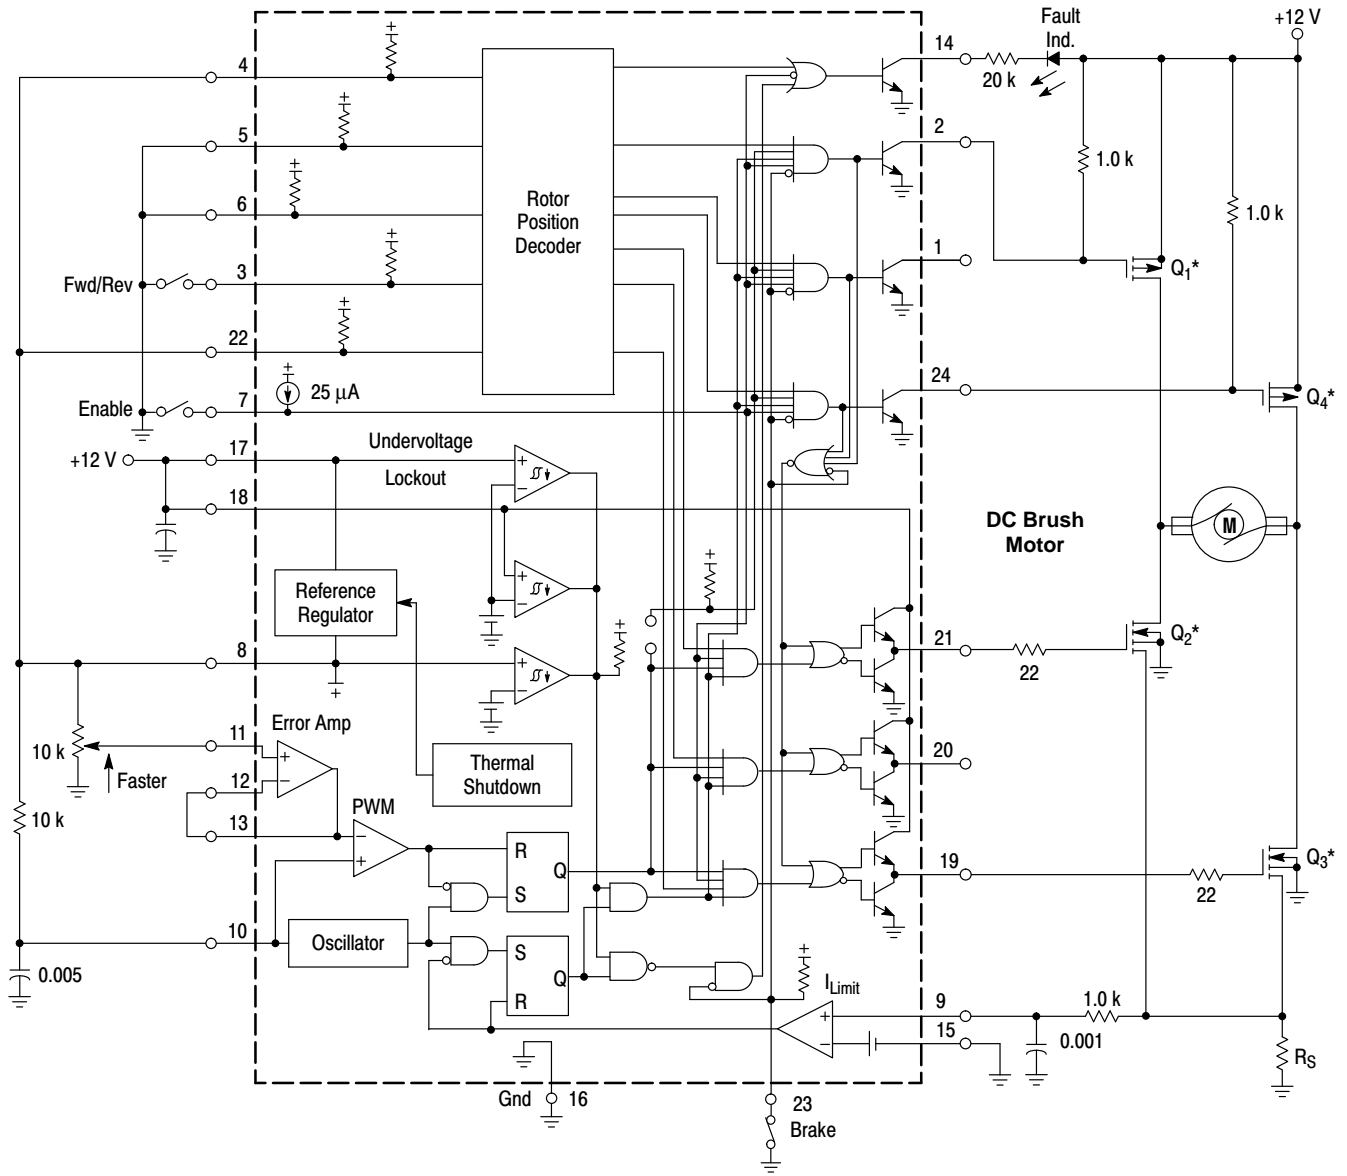 Fault
Ind.
+12 V
4
14
20 k
5
2
1.0 k
Rotor
Position
Decoder
6
1.0 k
1
Fwd/Rev
3
Q1*
22
24
25 µA
Enable
7
Q4*
17
+12 V
Undervoltage
Lockout
18
DC Brush
Motor
M
Reference
Regulator
21
Q2*
22
8
Error Amp
11
10 k
Faster
12
Thermal
Shutdown
20
13
10 k
PWM
R
Q
S
19
Q3*
22
10
Oscillator
S
Q
R
0.005
ILimit
9
1.0 k
15
0.001
RS
Gnd
16
23
Brake